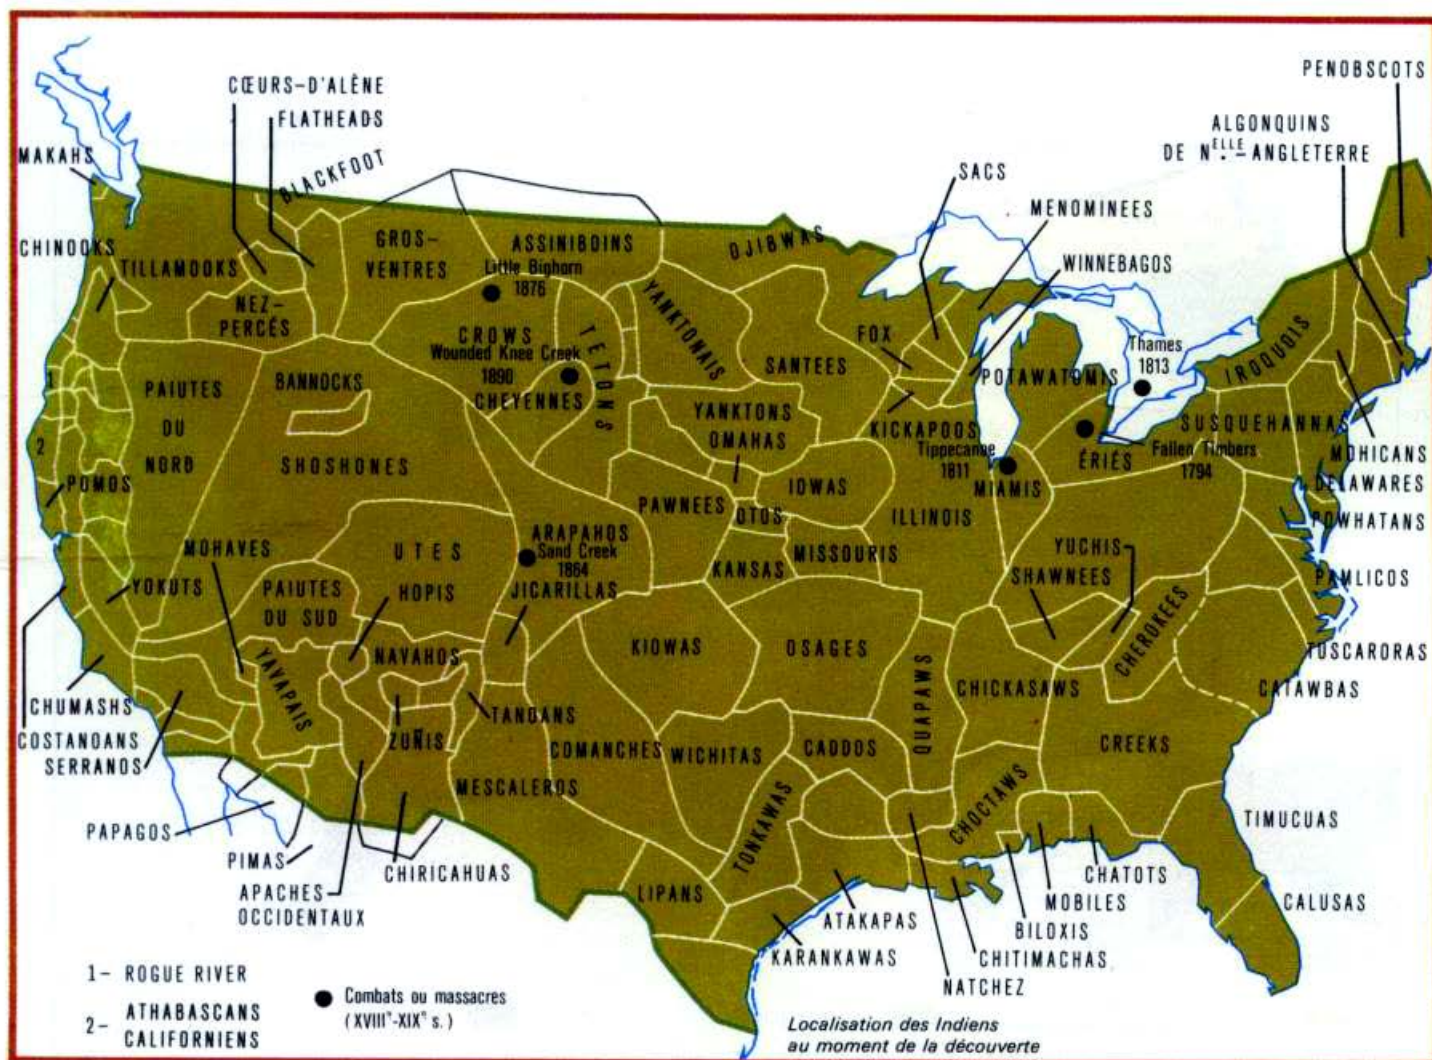 PENOBSCOTS
CŒURS-D'ALÈNE
FLATHEADS
ALGONQUINS
DE N^ELLE.-ANGLETERRE
BLACKFOOT
MAKAHS
SACS
MENOMINEES
CHINOOKS
TILLAMOOKS
GROS-
VENTRES
ASSINIBOINS
OJIBWAS
WINNEBAGOS
Little Bighorn
1876
NEZ-
PERCÉS
YANKTONAIS
CROWS
TÉTONS
FOX
SANTEES
Thames
1813
IROQUOIS
Wounded Knee Creek
1890
CHEYENNES
POTAWATOMIS
1
PAIUTES
DU
NORD
BANNOCKS
YANKTONS
OMAHAS
KICKAPOOS
SUSQUEHANNAS
2
SHOSHONES
Tippecanoe
1811
ÉRIÉS
Fallen Timbers
1794
MOHICANS
POMOS
IOWAS
MIAMIS
DELAWARES
PAWNEES
OTOS
ILLINOIS
POWHATANS
MOHAVES
UTES
ARAPAHOS
Sand Creek
1864
MISSOURIS
KANSAS
YUCHIS
SHAWNEES
PAMLICOS
YOKUTS
PAIUTES
DU SUD
HOPIS
JICARILLAS
CHEROKEES
YAVAPAIS
NAVAHOS
KIOWAS
OSAGES
QUAPAWS
TUSCARORAS
CHUMASHS
CHICKASAWS
CATAWBAS
COSTANOANS
SERRANOS
ZUÑIS
TANOANS
COMANCHES
WICHITAS
CADDOS
CREEKS
MESCALEROS
PAPAGOS
TONKAWAS
CHOCTAWS
TIMUCUAS
PIMAS
CHIRICAHUAS
APACHES
OCCIDENTAUX
LIPANS
CHATOTS
MOBILES
CALUSAS
ATAKAPAS
BILOXIS
KARANKAWAS
CHITIMACHAS
NATCHEZ
1- ROGUE RIVER
2- ATHABASCANS
CALIFORNIENS
Combats ou massacres
(XVIIIe-XIXe s.)
Localisation des Indiens
au moment de la découverte